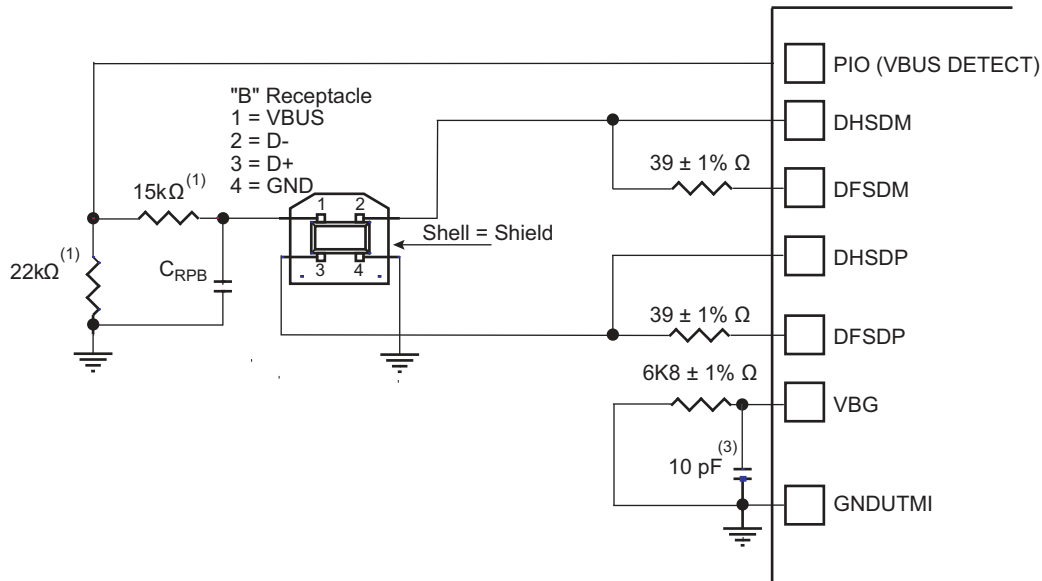 PIO (VBUS DETECT)
"B" Receptacle
1 = VBUS
2 = D-
3 = D+
4 = GND
DHSDM
39 ± 1% Ω
DFSDM
15kΩ(1)
1 2
Shell = Shield
3 4
DHSDP
22kΩ(1)
CRPB
39 ± 1% Ω
DFSDP
6K8 ± 1% Ω
VBG
10 pF(3)
GNDUTMI